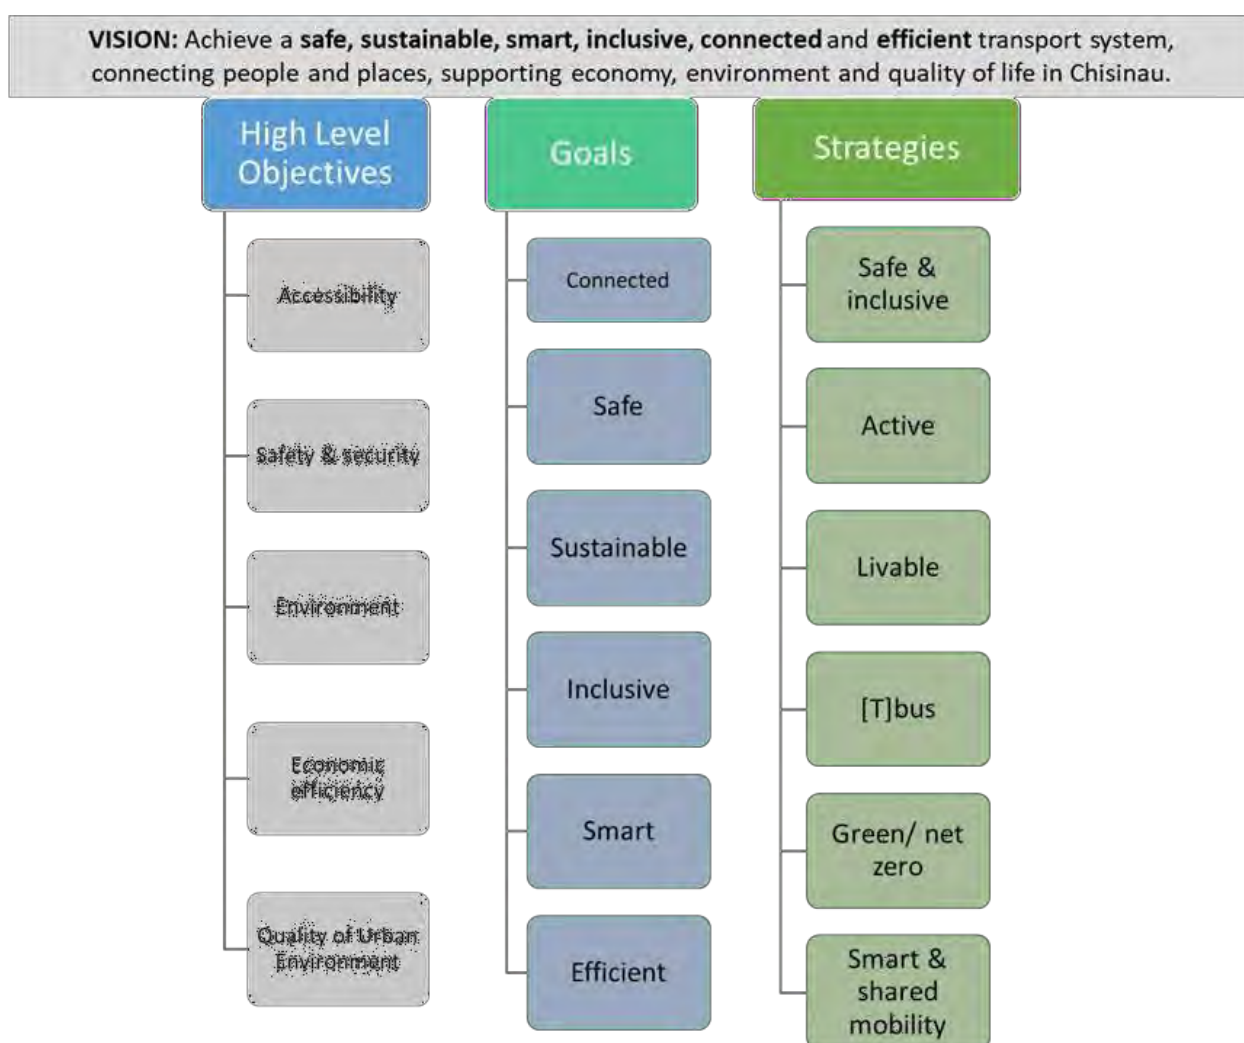 VISION: Achieve a safe, sustainable, smart, inclusive, connected and efficient transport system,
connecting people and places, supporting economy, environment and quality of life in Chisinau.
High Level
Objectives
Accessibility
Safety & security
Environment
Economic
efficiency
Quality of Urban
Environment
Goals
Connected
Safe
Sustainable
Inclusive
Smart
Efficient
Strategies
Safe &
inclusive
Active
Livable
[T]bus
Green/ net
zero
Smart &
shared
mobility